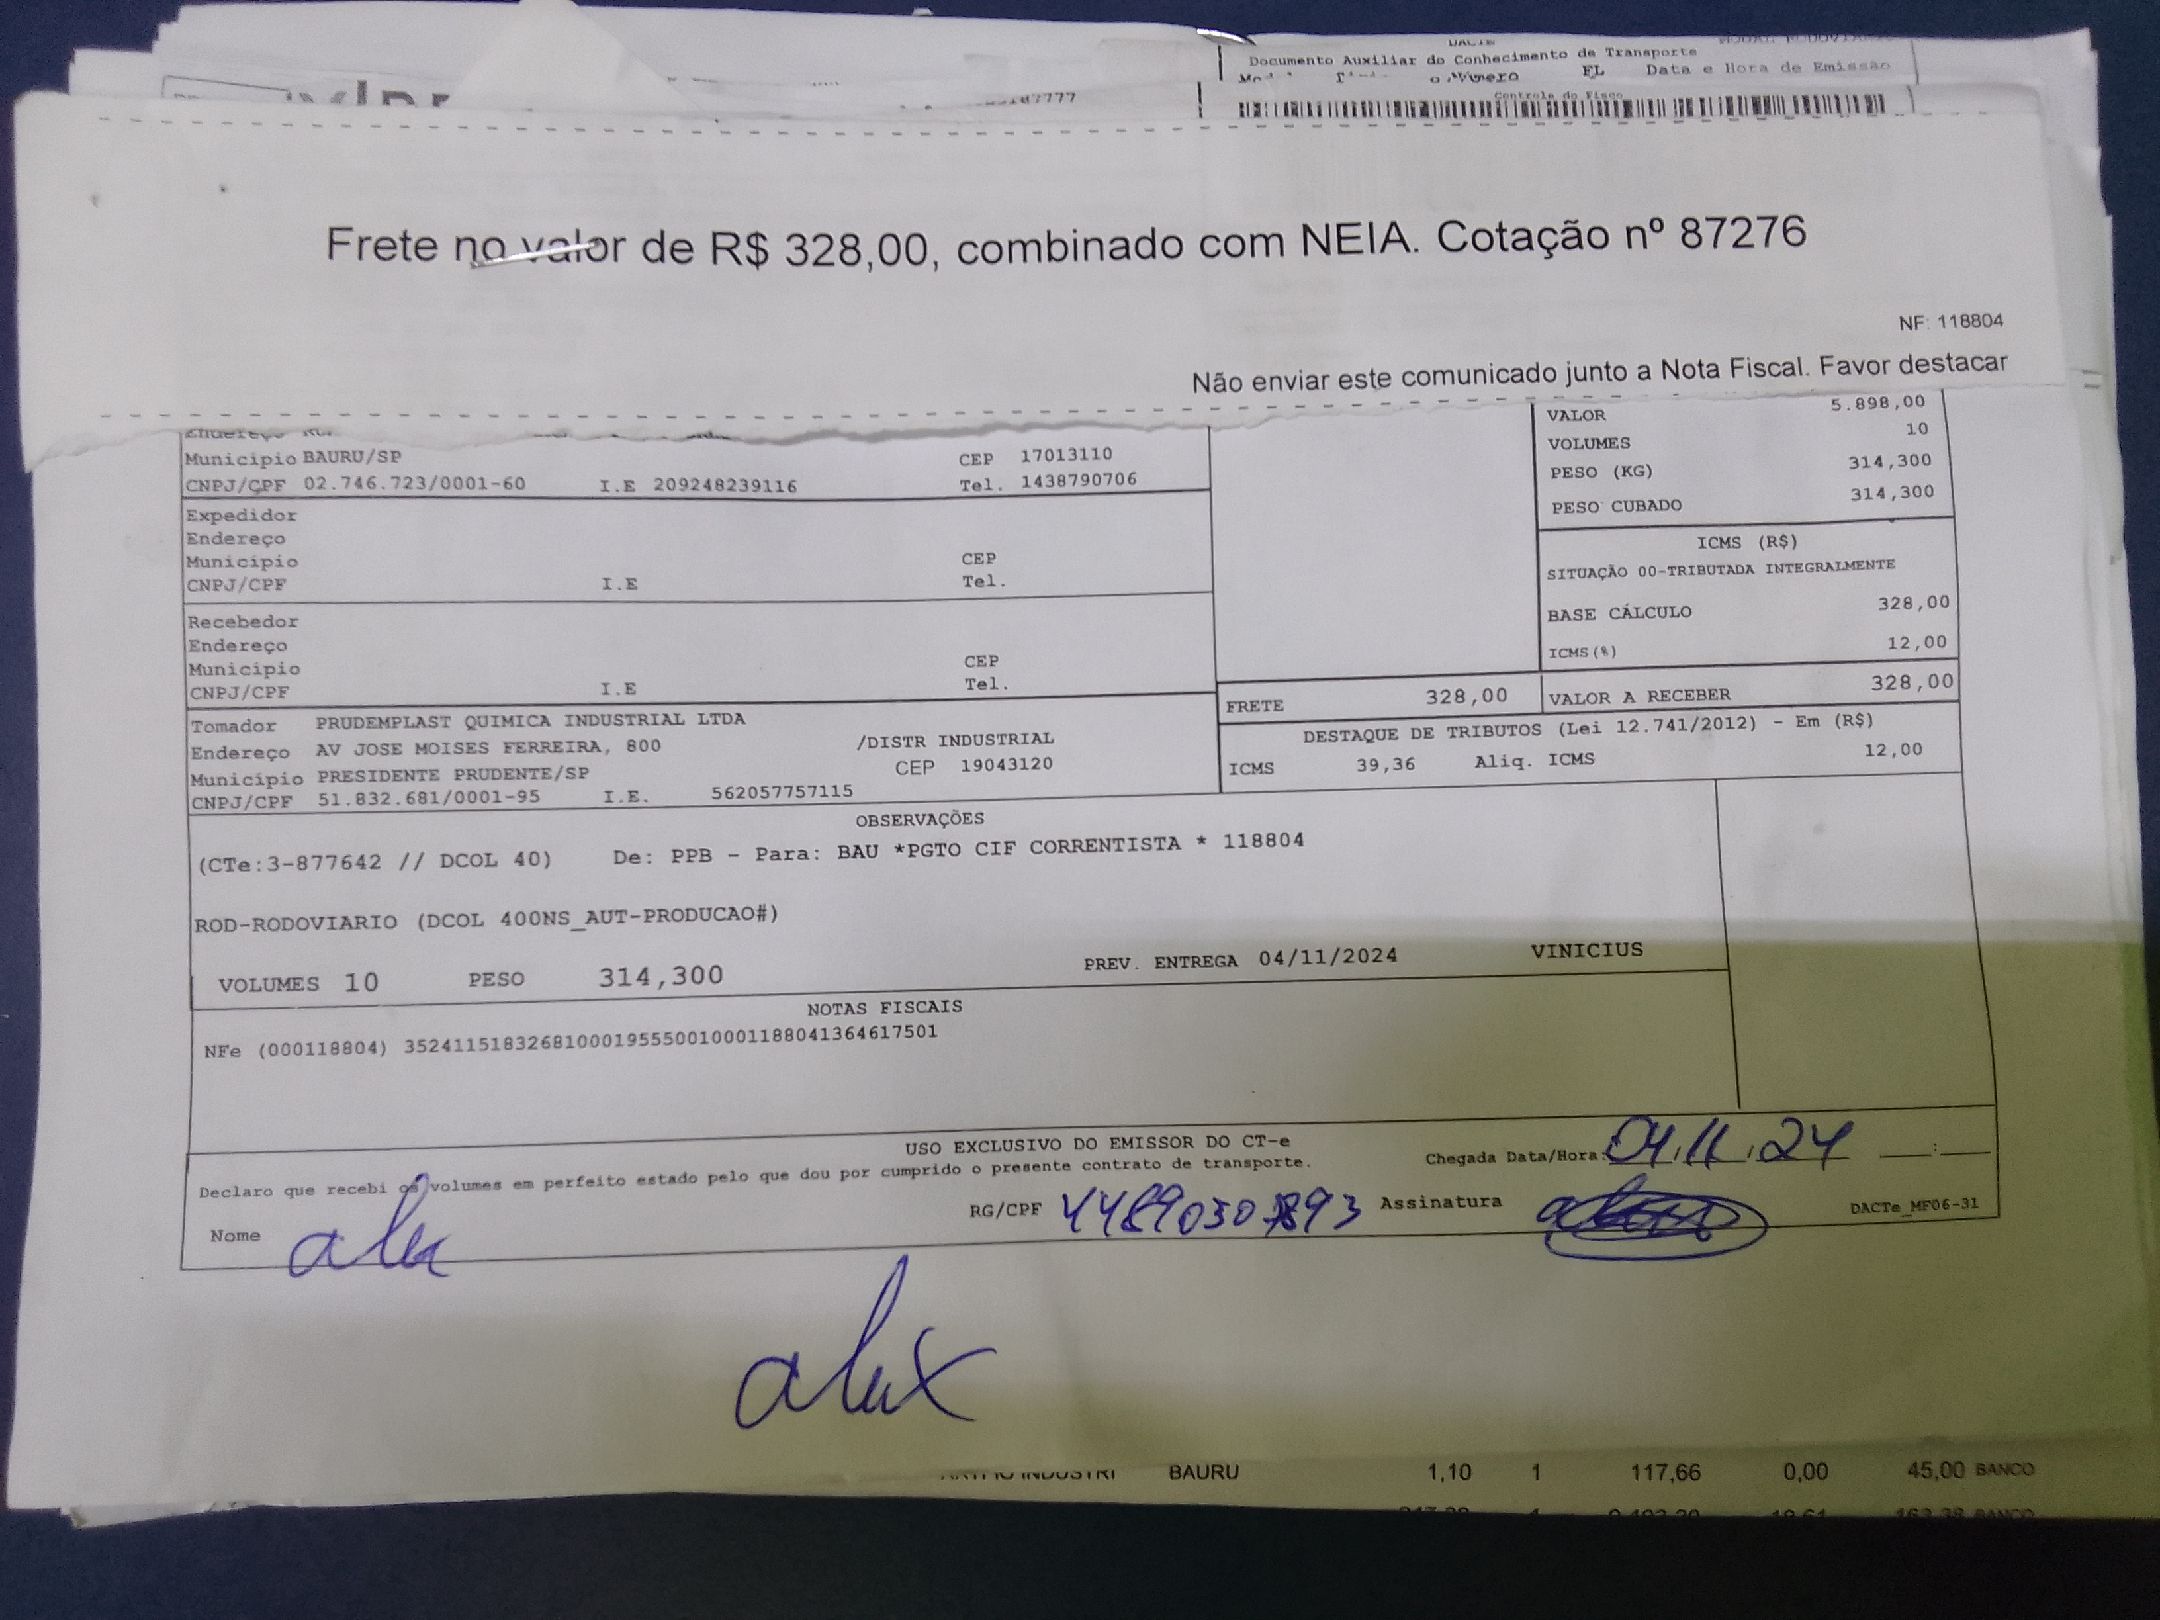 Documento Auxiliar do Conhecimento de Transporte
FL Data e Hora de Emissão
Controle do Fisco
Frete no valor de R$ 328,00, combinado com NEIA. Cotação nº 87276
NF: 118804
Não enviar este comunicado junto a Nota Fiscal. Favor destacar
VALOR 5.898,00
VOLUMES 10
PESO (KG) 314,300
PESO CUBADO 314,300
Município BAURU/SP CEP 17013110
CNPJ/CPF 02.746.723/0001-60 I.E 209248239116 Tel. 1438790706
Expedidor
Endereço
Município CEP
CNPJ/CPF I.E Tel.
ICMS (R$)
SITUAÇÃO 00-TRIBUTADA INTEGRALMENTE
BASE CÁLCULO 328,00
ICMS(%) 12,00
Recebedor
Endereço
Município CEP
CNPJ/CPF I.E Tel.
FRETE 328,00 VALOR A RECEBER 328,00
Tomador PRUDEMPLAST QUIMICA INDUSTRIAL LTDA
Endereço AV JOSE MOISES FERREIRA, 800 /DISTR INDUSTRIAL
Município PRESIDENTE PRUDENTE/SP CEP 19043120
CNPJ/CPF 51.832.681/0001-95 I.E. 562057757115
DESTAQUE DE TRIBUTOS (Lei 12.741/2012) - Em (R$)
ICMS 39,36 Aliq. ICMS 12,00
OBSERVAÇÕES
(CTe:3-877642 // DCOL 40) De: PPB - Para: BAU *PGTO CIF CORRENTISTA * 118804
ROD-RODOVIARIO (DCOL 400NS_AUT-PRODUCAO#)
VOLUMES 10 PESO 314,300 PREV. ENTREGA 04/11/2024 VINICIUS
NOTAS FISCAIS
NFe (000118804) 35241151832681000195550010001188041364617501
USO EXCLUSIVO DO EMISSOR DO CT-e
Declaro que recebi os volumes em perfeito estado pelo que dou por cumprido o presente contrato de transporte. Chegada Data/Hora: 04.11.24 __:__
Nome alex RG/CPF Assinatura DACTe_MF06-31
alex
BAURU 1,10 1 117,66 0,00 45,00 BANCO